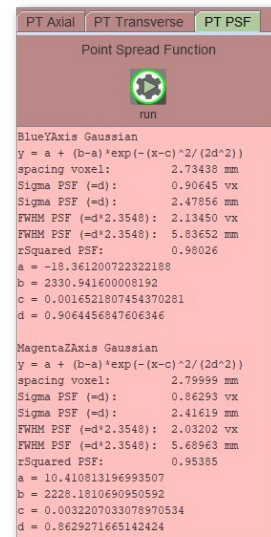 PT Axial PT Transverse PT PSF
Point Spread Function
run
BlueYAxis Gaussian
y = a + (b-a)*exp(-(x-c)^2/(2d^2))
spacing voxel: 2.73438 mm
Sigma PSF (=d): 0.90645 vx
Sigma PSF (=d): 2.47856 mm
FWHM PSF (=d*2.3548): 2.13450 vx
FWHM PSF (=d*2.3548): 5.83652 mm
rSquared PSF: 0.98026
a = -18.361200722322188
b = 2330.941600008192
c = 0.0016521807454370281
d = 0.9064456847606346
MagentaZAxis Gaussian
y = a + (b-a)*exp(-(x-c)^2/(2d^2))
spacing voxel: 2.79999 mm
Sigma PSF (=d): 0.86293 vx
Sigma PSF (=d): 2.41619 mm
FWHM PSF (=d*2.3548): 2.03202 vx
FWHM PSF (=d*2.3548): 5.68963 mm
rSquared PSF: 0.95385
a = 10.410813196993507
b = 2228.1810690950592
c = 0.0032207033078970534
d = 0.8629271665142424